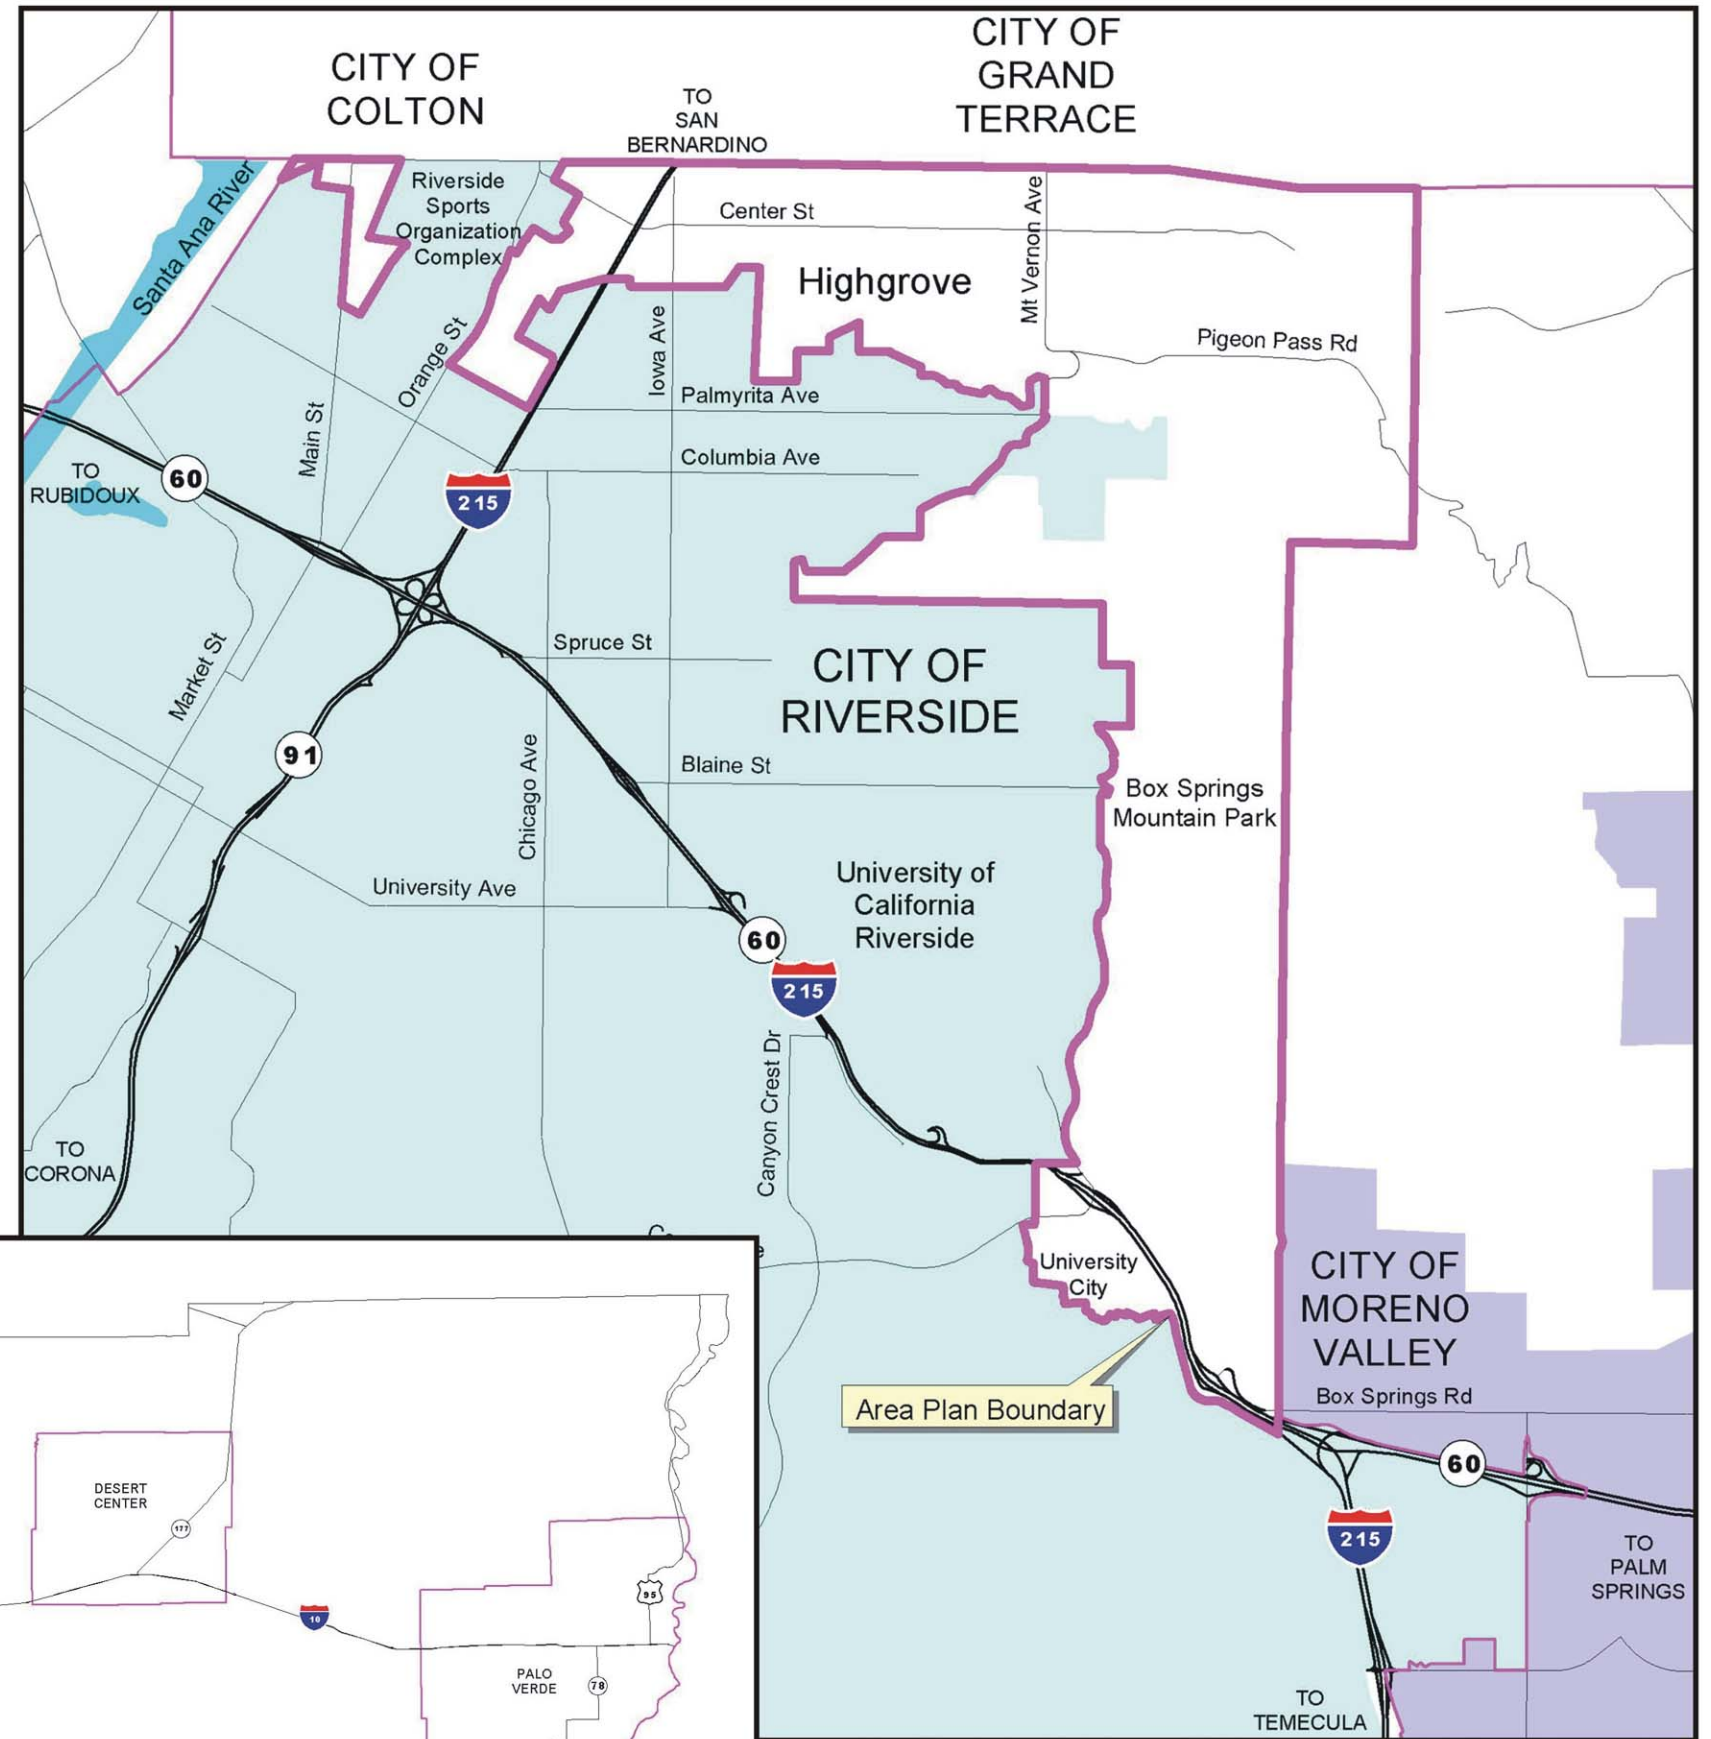 CITY OF
COLTON
CITY OF
GRAND
TERRACE
TO
SAN
BERNARDINO
Santa Ana River
Riverside
Sports
Organization
Complex
Center St
Mt Vernon Ave
Highgrove
Pigeon Pass Rd
Orange St
Iowa Ave
Main St
Palmyrita Ave
Columbia Ave
TO
RUBIDOUX
60
215
Market St
Spruce St
CITY OF
RIVERSIDE
91
Chicago Ave
Blaine St
Box Springs
Mountain Park
University Ave
University of
California
Riverside
60
215
Canyon Crest Dr
TO
CORONA
University
City
CITY OF
MORENO
VALLEY
Box Springs Rd
Area Plan Boundary
60
215
TO
PALM
SPRINGS
TO
TEMECULA
DESERT
CENTER
177
10
95
PALO
VERDE
78